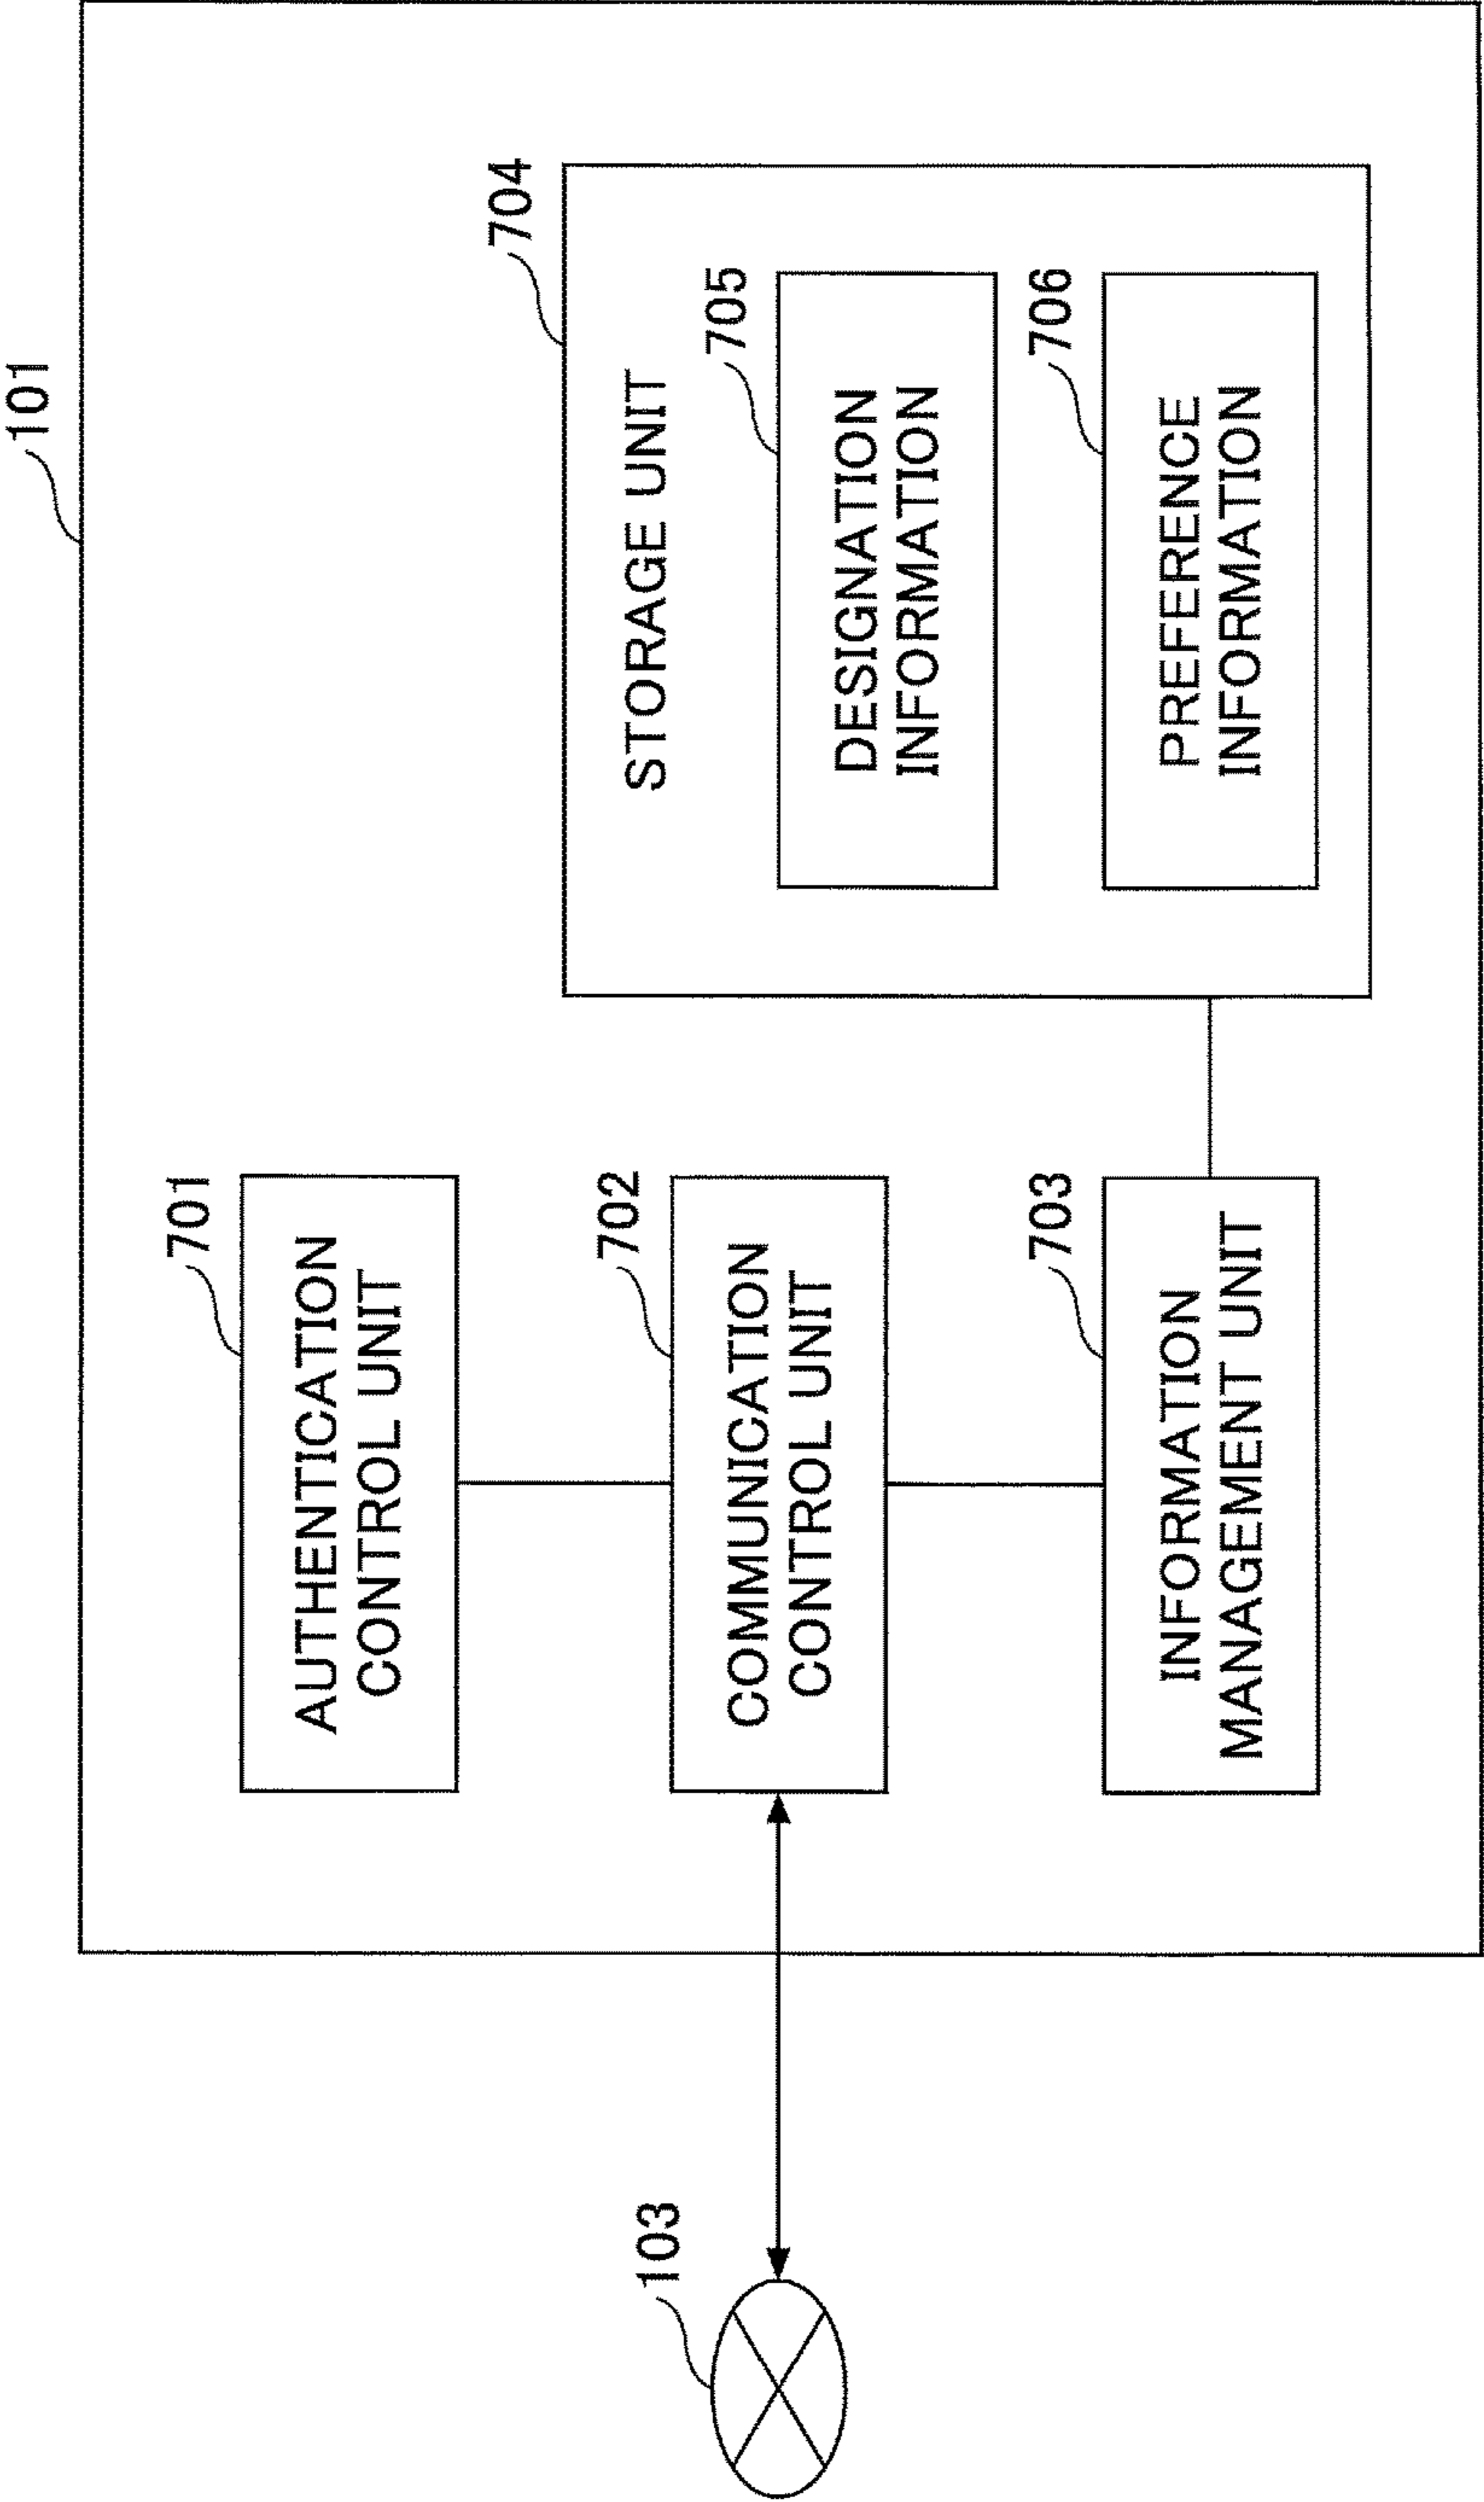 101
701
AUTHENTICATION
CONTROL UNIT
704
STORAGE UNIT
103
702
COMMUNICATION
CONTROL UNIT
705
DESIGNATION
INFORMATION
703
INFORMATION
MANAGEMENT UNIT
706
PREFERENCE
INFORMATION